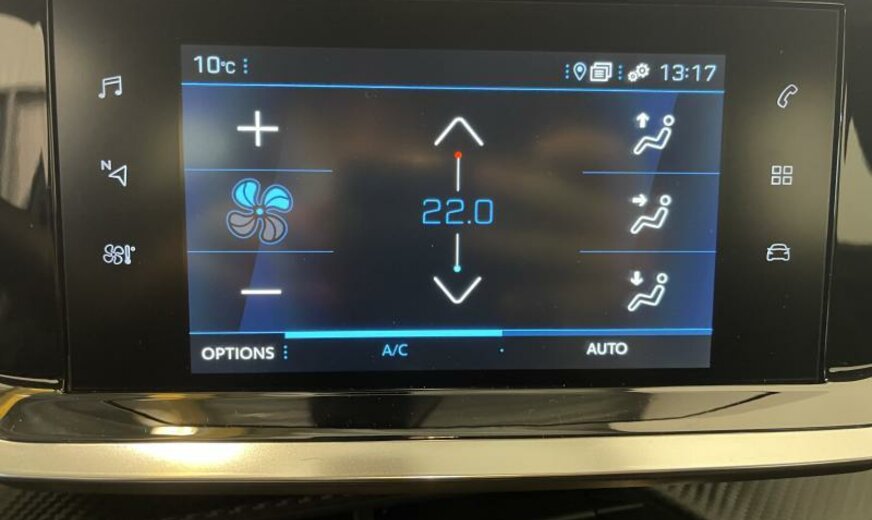 10°C
13:17
N
22.0
OPTIONS
A/C
AUTO